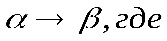 α → β, где